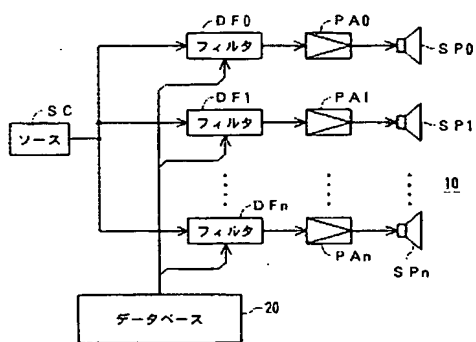 DF0
PA0
フィルタ
SP0
SC
ソース
DF1
PA1
フィルタ
SP1
10
DFn
フィルタ
PAn
SPn
20
データベース